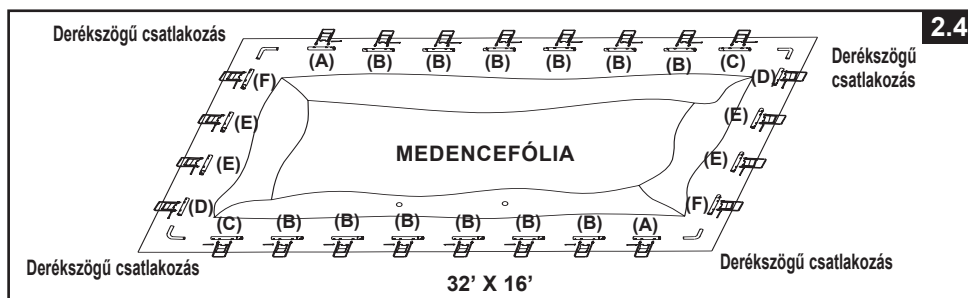 2.4
Derékszögű csatlakozás
Derékszögű
csatlakozás
(A) (B) (B) (B) (B) (B) (B) (C)
(F) (D)
(E) (E)
MEDENCEFÓLIA
(E) (E)
(D) (F)
(C) (B) (B) (B) (B) (B) (B) (A)
Derékszögű csatlakozás
Derékszögű csatlakozás
32’ X 16’